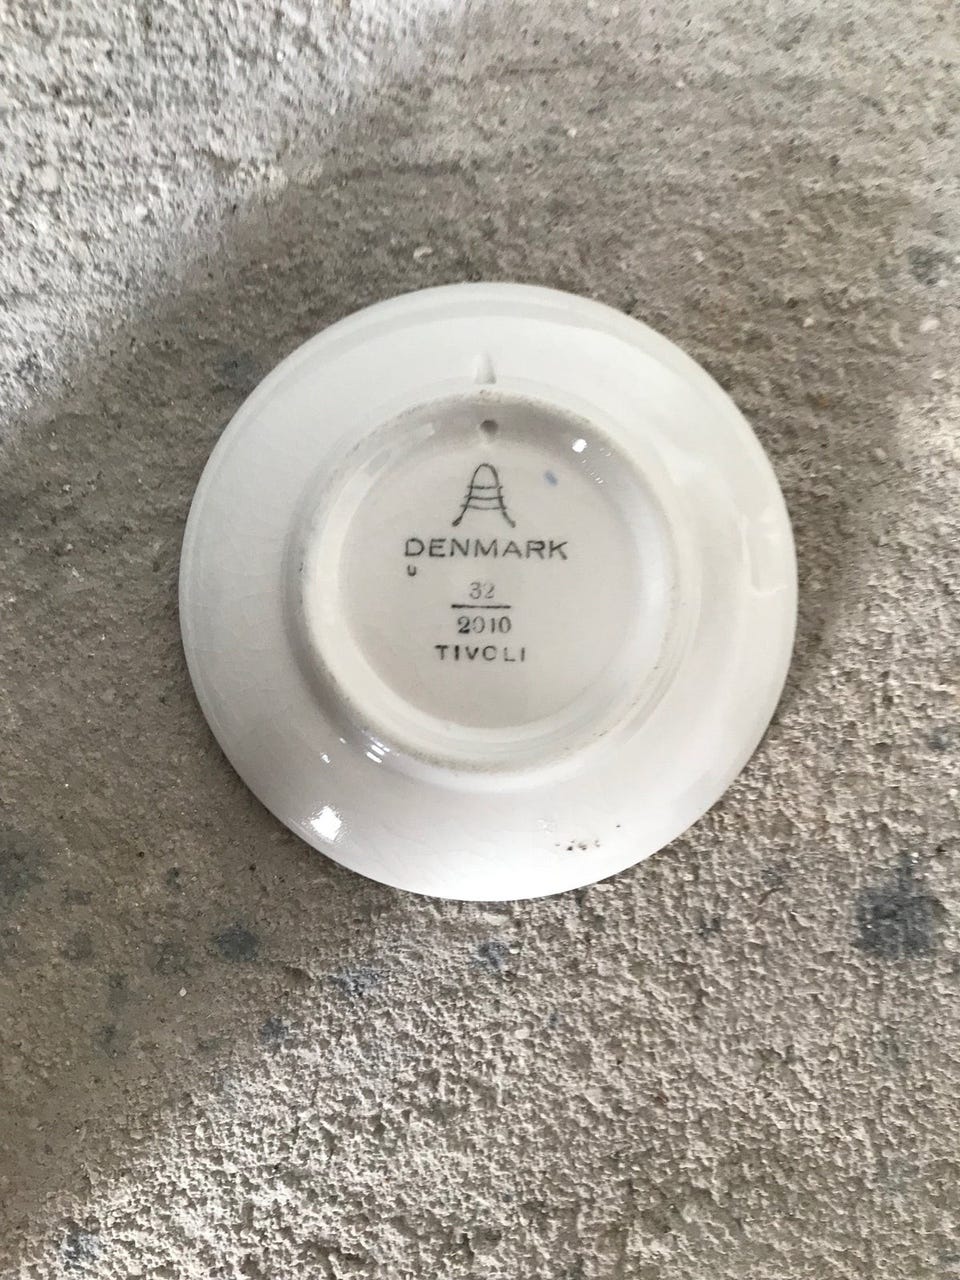 A
DENMARK
U
32
2010
TIVOLI